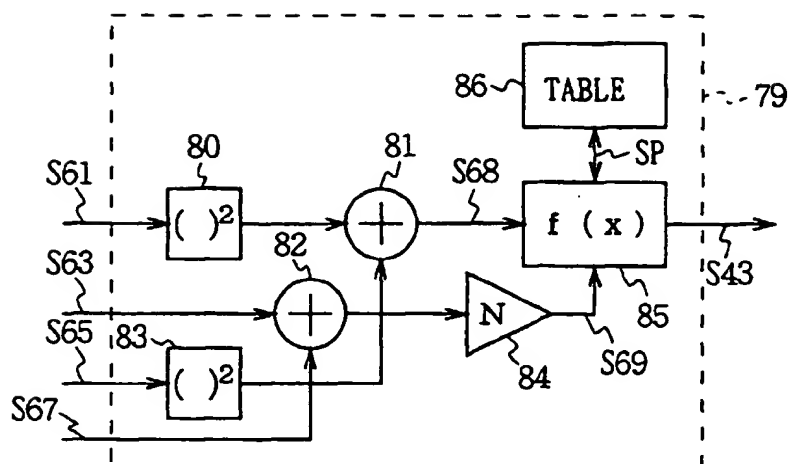 86
TABLE
79
80
81
SP
S61
S68
( )²
+
f ( x )
S63
82
S43
+
N
85
S65
83
84
S69
( )²
S67